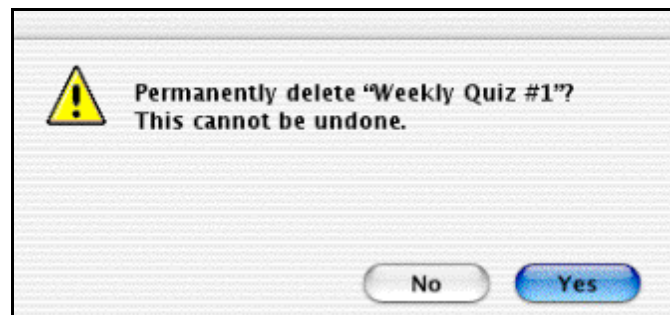 Permanently delete “Weekly Quiz #1”?
This cannot be undone.
No Yes